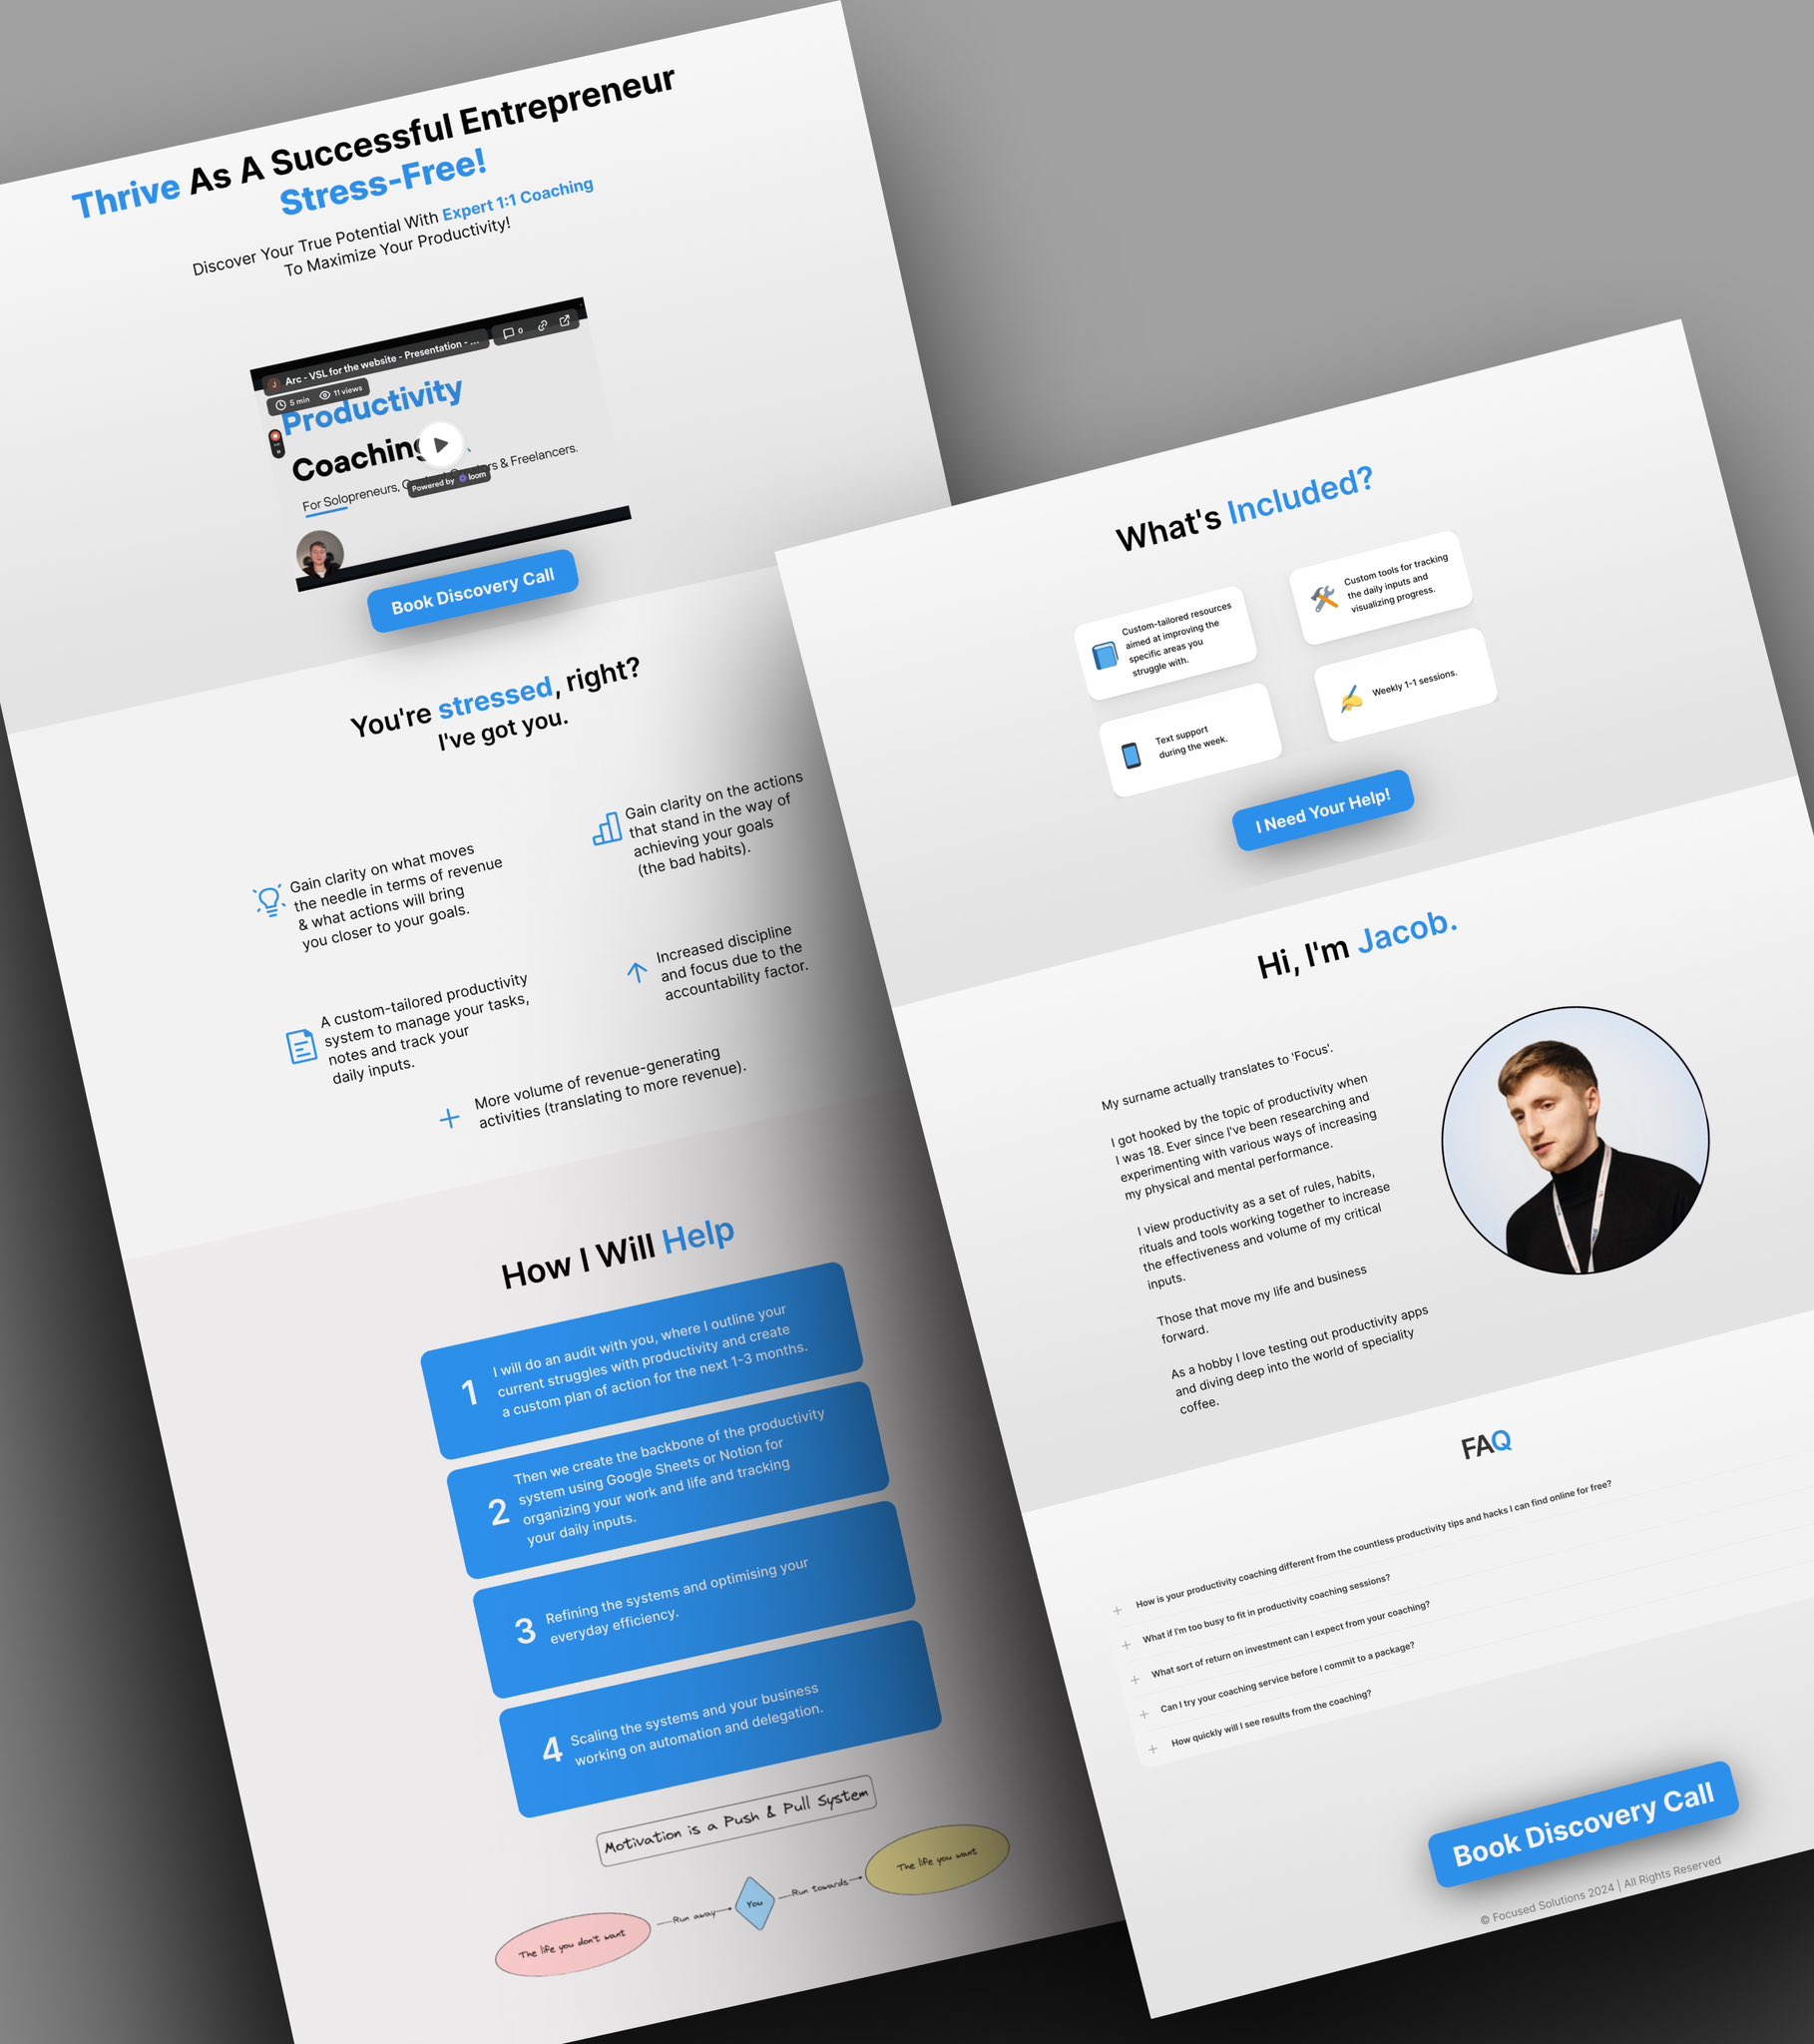 Thrive As A Successful Entrepreneur
Stress-Free!
Discover Your True Potential With Expert 1:1 Coaching
To Maximize Your Productivity!
Arc - VSL for the website - Presentation - ...
0
5 min 11 views
Productivity
Coaching
For Solopreneurs, & Freelancers.
Powered by loom
Book Discovery Call
You're stressed, right?
I've got you.
Gain clarity on what moves
the needle in terms of revenue
& what actions will bring
you closer to your goals.
Gain clarity on the actions
that stand in the way of
achieving your goals
(the bad habits).
A custom-tailored productivity
system to manage your tasks,
notes and track your
daily inputs.
Increased discipline
and focus due to the
accountability factor.
More volume of revenue-generating
activities (translating to more revenue).
How I Will Help
1
I will do an audit with you, where I outline your
current struggles with productivity and create
a custom plan of action for the next 1-3 months.
2
Then we create the backbone of the productivity
system using Google Sheets or Notion for
organizing your work and life and tracking
your daily inputs.
3
Refining the systems and optimising your
everyday efficiency.
4
Scaling the systems and your business
working on automation and delegation.
Motivation is a Push & Pull System
The life you don't want
Run away
You
Run towards
The life you want
What's Included?
Custom-tailored resources
aimed at improving the
specific areas you
struggle with.
Custom tools for tracking
the daily inputs and
visualizing progress.
Text support
during the week.
Weekly 1-1 sessions.
I Need Your Help!
Hi, I'm Jacob.
My surname actually translates to 'Focus'.
I got hooked by the topic of productivity when
I was 18. Ever since I've been researching and
experimenting with various ways of increasing
my physical and mental performance.
I view productivity as a set of rules, habits,
rituals and tools working together to increase
the effectiveness and volume of my critical
inputs.
Those that move my life and business
forward.
As a hobby I love testing out productivity apps
and diving deep into the world of speciality
coffee.
FAQ
How is your productivity coaching different from the countless productivity tips and hacks I can find online for free?
What if I'm too busy to fit in productivity coaching sessions?
What sort of return on investment can I expect from your coaching?
Can I try your coaching service before I commit to a package?
How quickly will I see results from the coaching?
Book Discovery Call
© Focused Solutions 2024 | All Rights Reserved